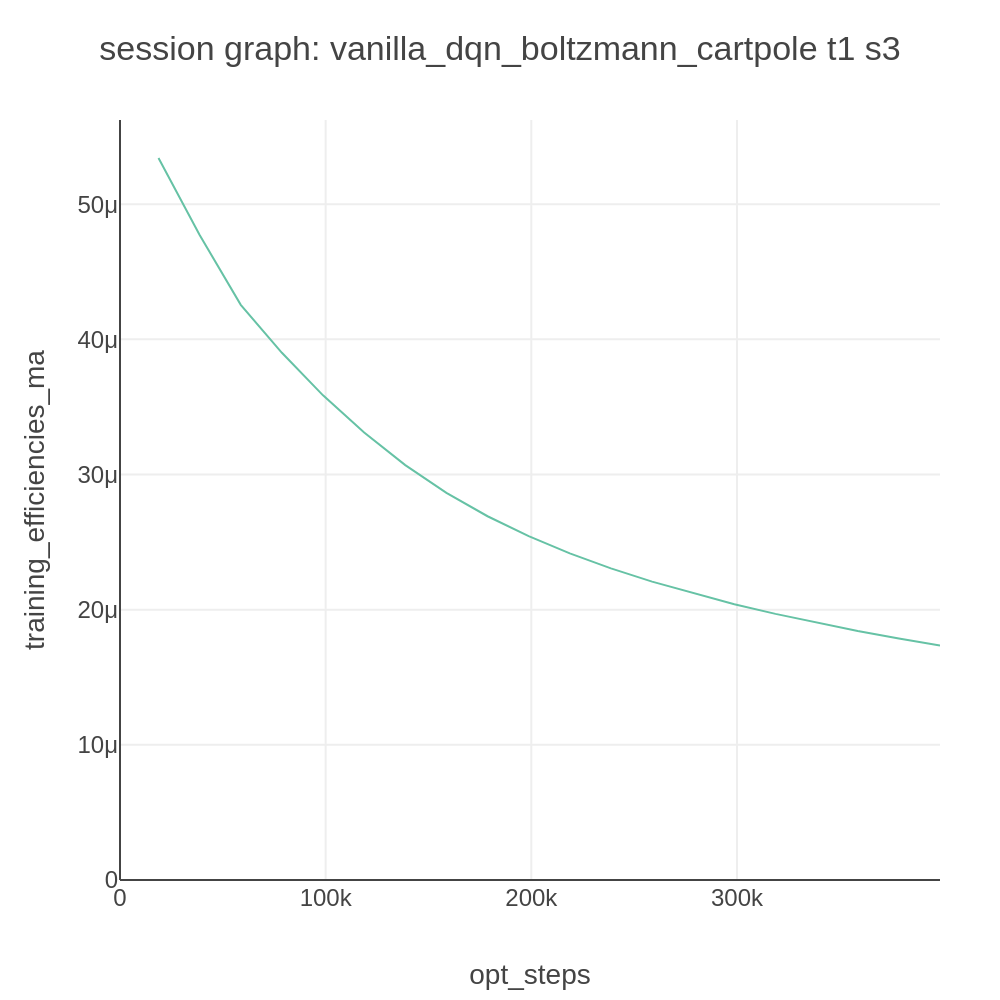 session graph: vanilla_dqn_boltzmann_cartpole t1 s3
training_efficiencies_ma
50μ
40μ
30μ
20μ
10μ
0
0 100k 200k 300k
opt_steps